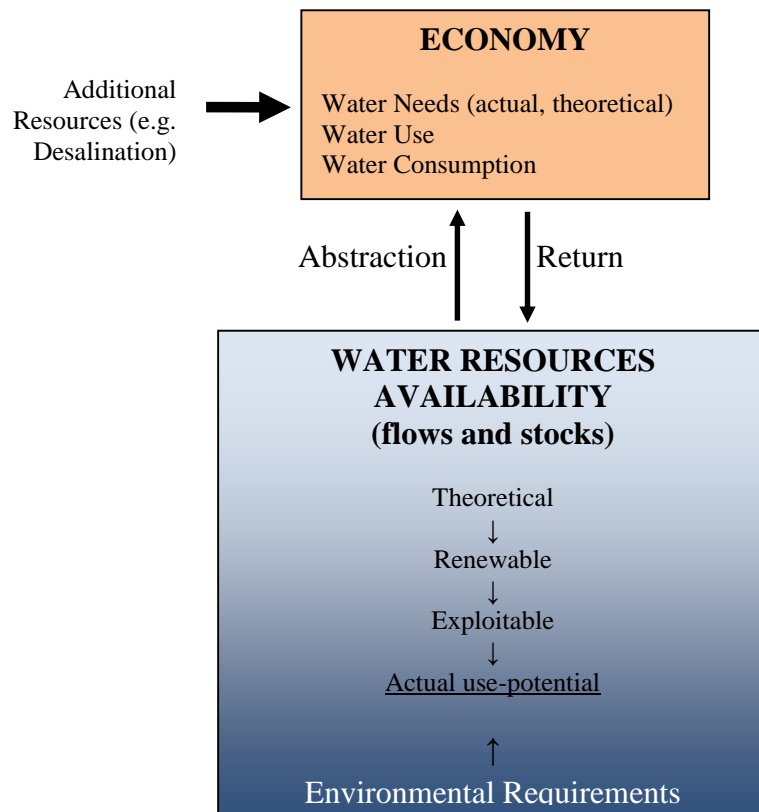 ECONOMY
Water Needs (actual, theoretical)
Water Use
Water Consumption
Additional
Resources (e.g.
Desalination)
Abstraction
Return
WATER RESOURCES
AVAILABILITY
(flows and stocks)
Theoretical
↓
Renewable
↓
Exploitable
↓
Actual use-potential
↑
Environmental Requirements